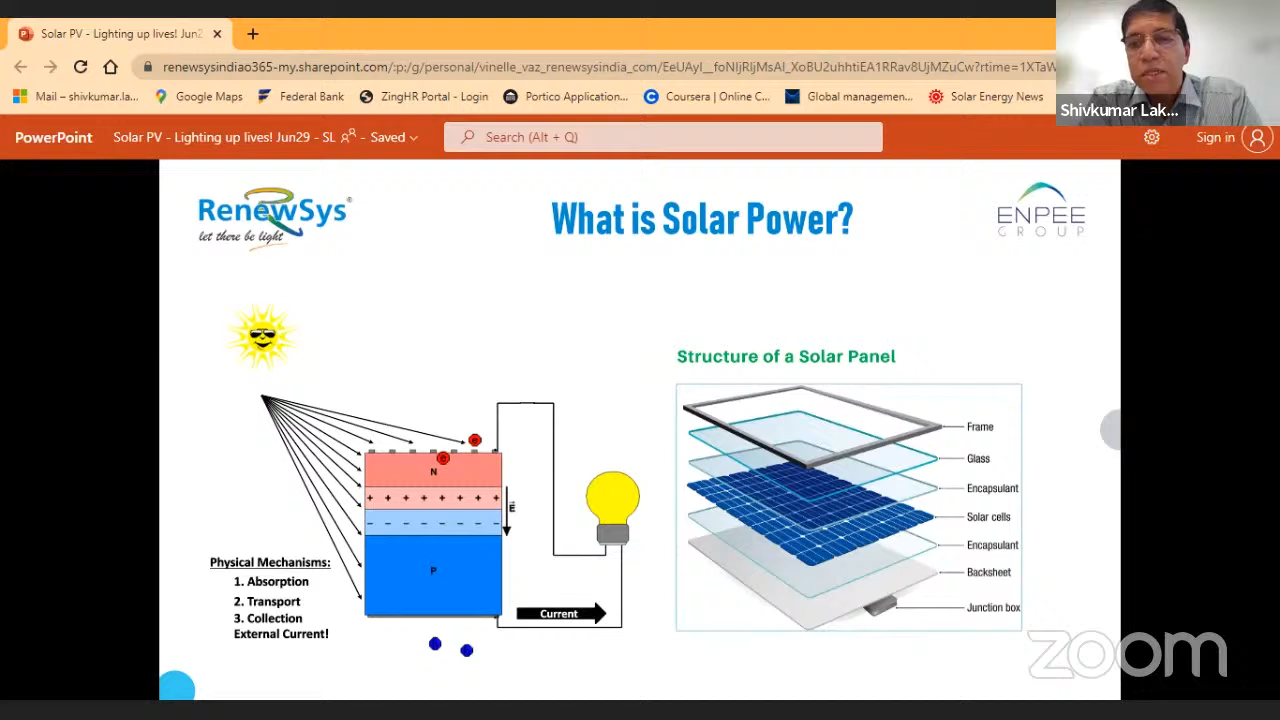 Solar PV - Lighting up lives! Jun2
renewsysindiao365-my.sharepoint.com/:p:/g/personal/vinelle_vaz_renewsysindia_com/
Mail – shivkumar.la... Google Maps Federal Bank ZingHR Portal - Login Portico Application... Coursera | Online C... Global managemen... Solar Energy News
Shivkumar Lak...
PowerPoint Solar PV - Lighting up lives! Jun29 - SL - Saved Search (Alt + Q) Sign in
RenewSys®
let there be light
What is Solar Power?
ENPEE
GROUP
Structure of a Solar Panel
Frame
Glass
Encapsulant
Solar cells
Encapsulant
Backsheet
Junction box
e
e
N
+ + + + + + + +
- - - - - - - -
P
Physical Mechanisms:
1. Absorption
2. Transport
3. Collection
External Current!
Current
zoom